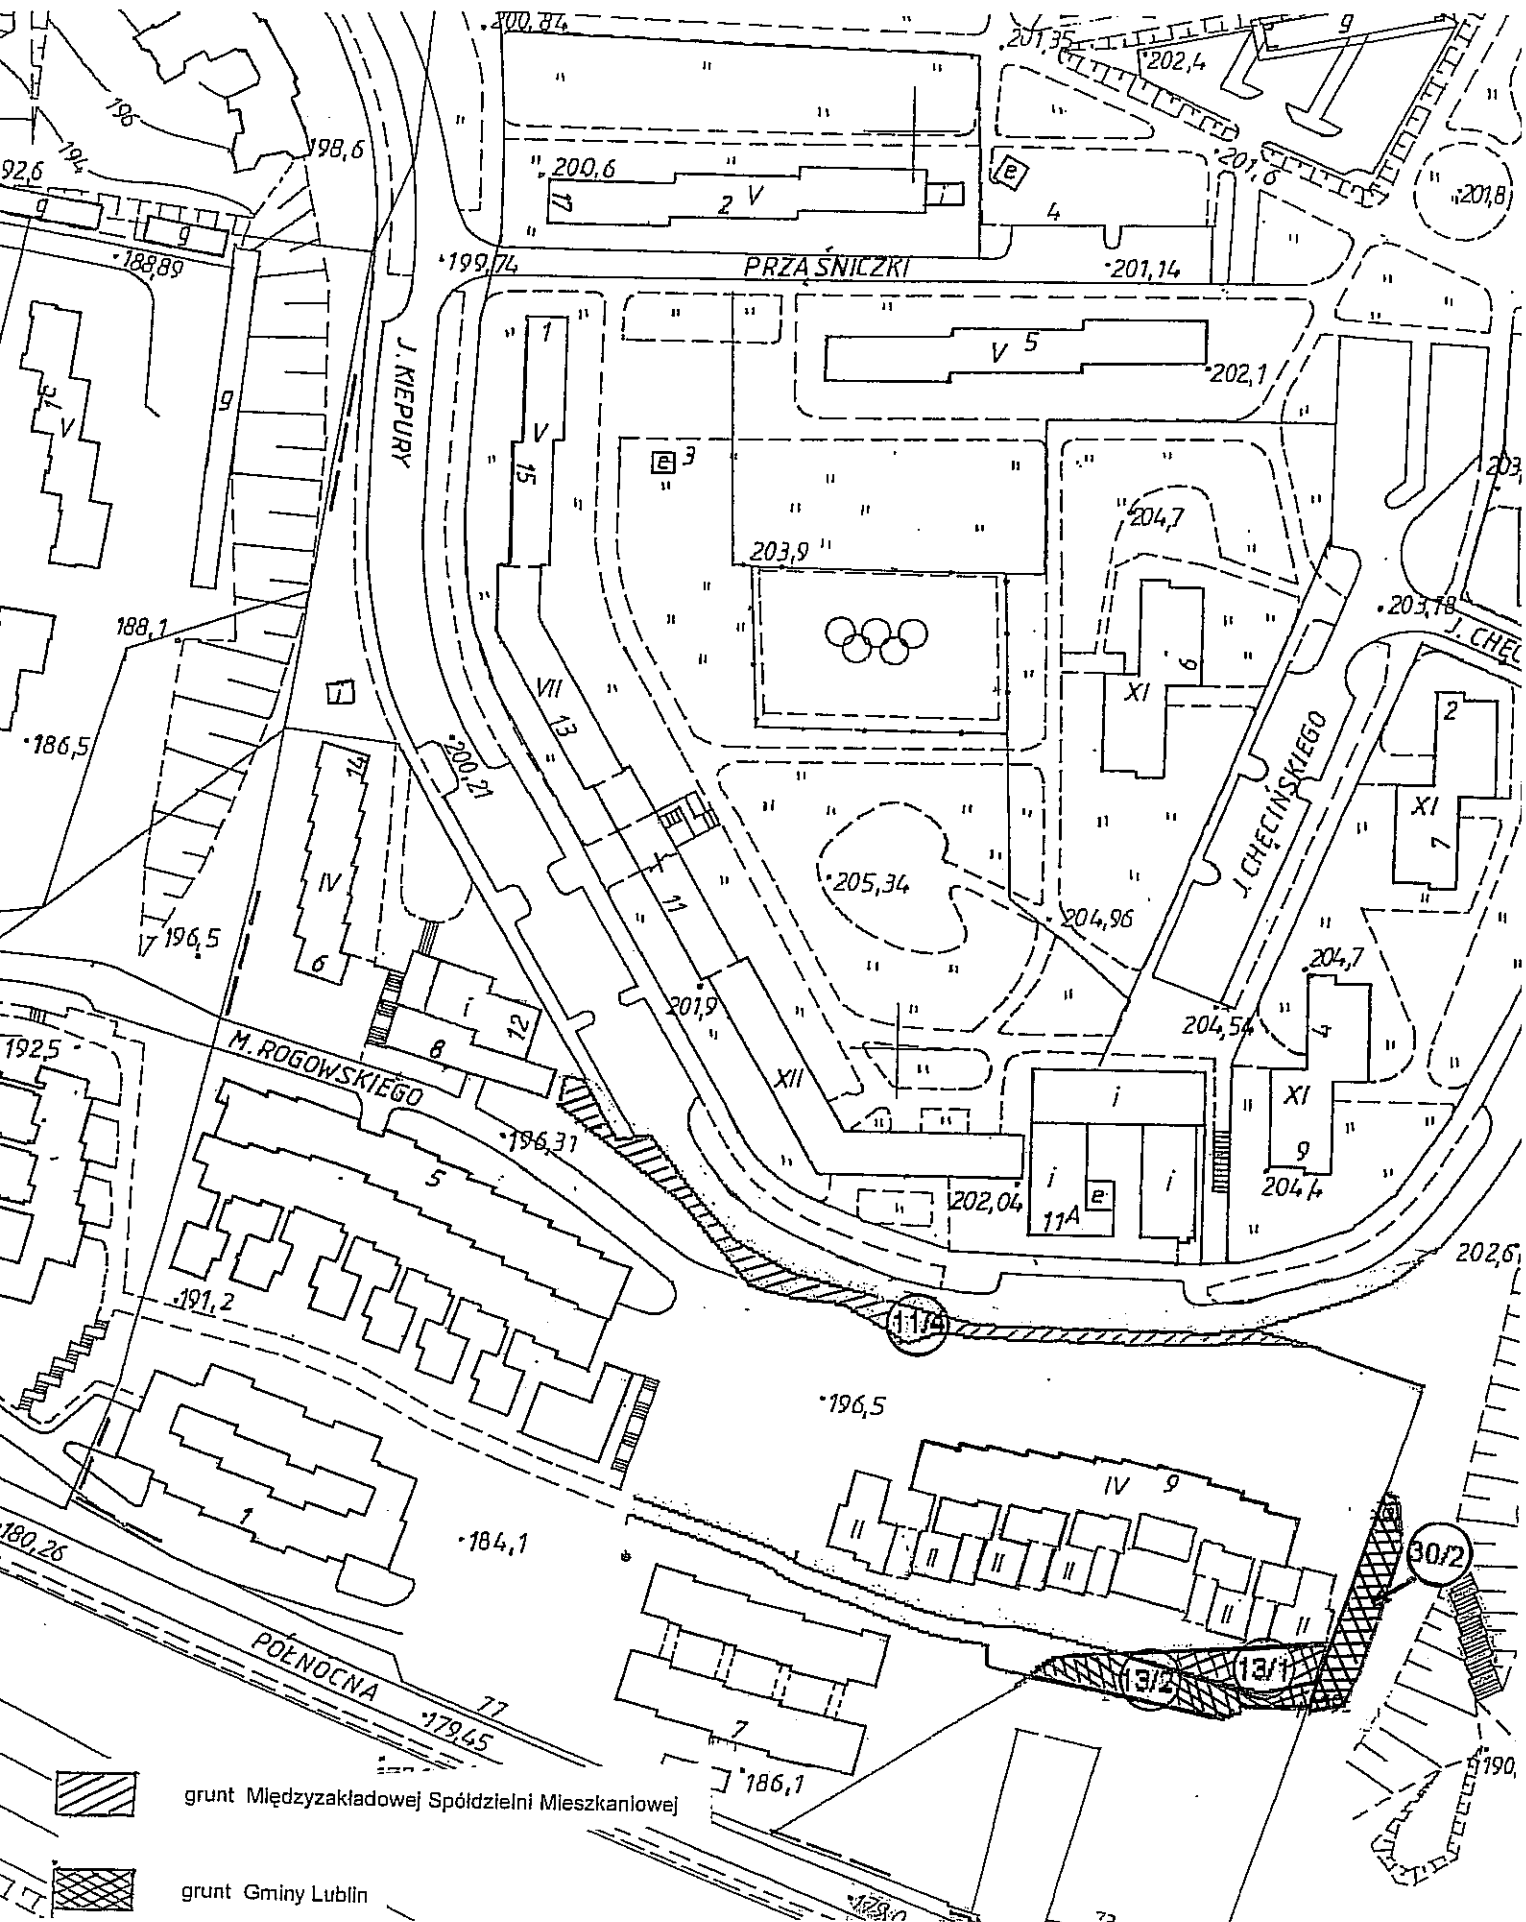 200,84
201,35
g
202,4
196
194
198,6
92,6
200,6
17
2
V
i
e
4
201,6
201,8
g
g
188,89
199,74
PRZĄŚNICZKI
201,14
J. KIEPURY
1
V
15
V
5
202,1
31
V
g
e
3
203,
204,7
203,9
188,1
203,78
J. CHĘC
i
VII
13
XI
6
2
186,5
200,21
14
J. CHĘCIŃSKIEGO
XI
7
IV
205,34
11
204,96
196,5
6
204,7
i
12
201,9
204,54
4
192,5
M. ROGOWSKIEGO
8
XII
i
XI
196,31
5
9
202,04
i
e
i
11A
204,4
202,6
191,2
11/4
196,5
IV
9
1
180,26
184,1
II
II
II
II
II
II
30/2
PÓŁNOCNA
13/2
13/1
77
179,45
7
186,1
190,
grunt Międzyzakładowej Spółdzielni Mieszkaniowej
grunt Gminy Lublin